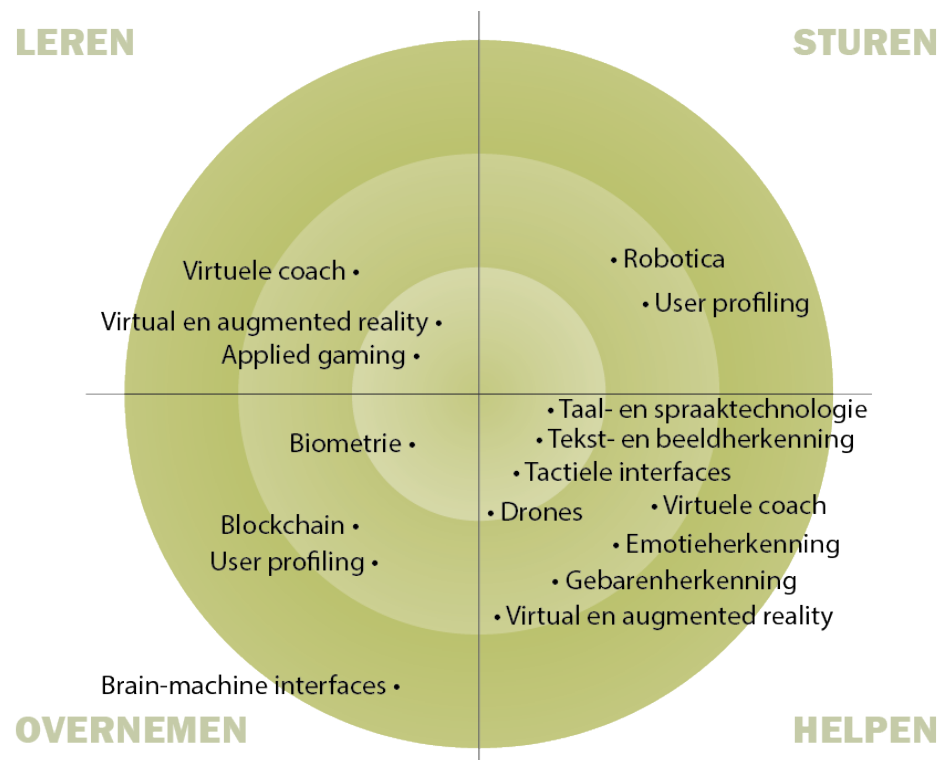 LEREN
STUREN
Virtuele coach •
Virtual en augmented reality •
Applied gaming •
• Robotica
• User profiling
Biometrie •
Blockchain •
User profiling •
Brain-machine interfaces •
• Taal- en spraaktechnologie
• Tekst- en beeldherkenning
• Tactiele interfaces
• Virtuele coach
• Drones
• Emotieherkenning
• Gebarenherkenning
• Virtual en augmented reality
OVERNEMEN
HELPEN